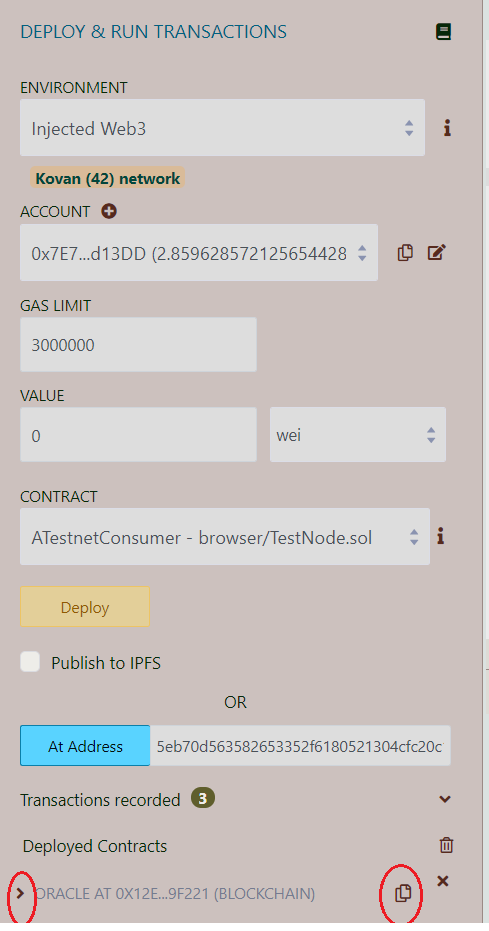 DEPLOY & RUN TRANSACTIONS
ENVIRONMENT
Injected Web3
Kovan (42) network
ACCOUNT
0x7E7...d13DD (2.859628572125654428
GAS LIMIT
3000000
VALUE
0 wei
CONTRACT
ATestnetConsumer - browser/TestNode.sol
Deploy
Publish to IPFS
OR
At Address 5eb70d563582653352f6180521304cfc20c
Transactions recorded 3
Deployed Contracts
ORACLE AT 0X12E...9F221 (BLOCKCHAIN)